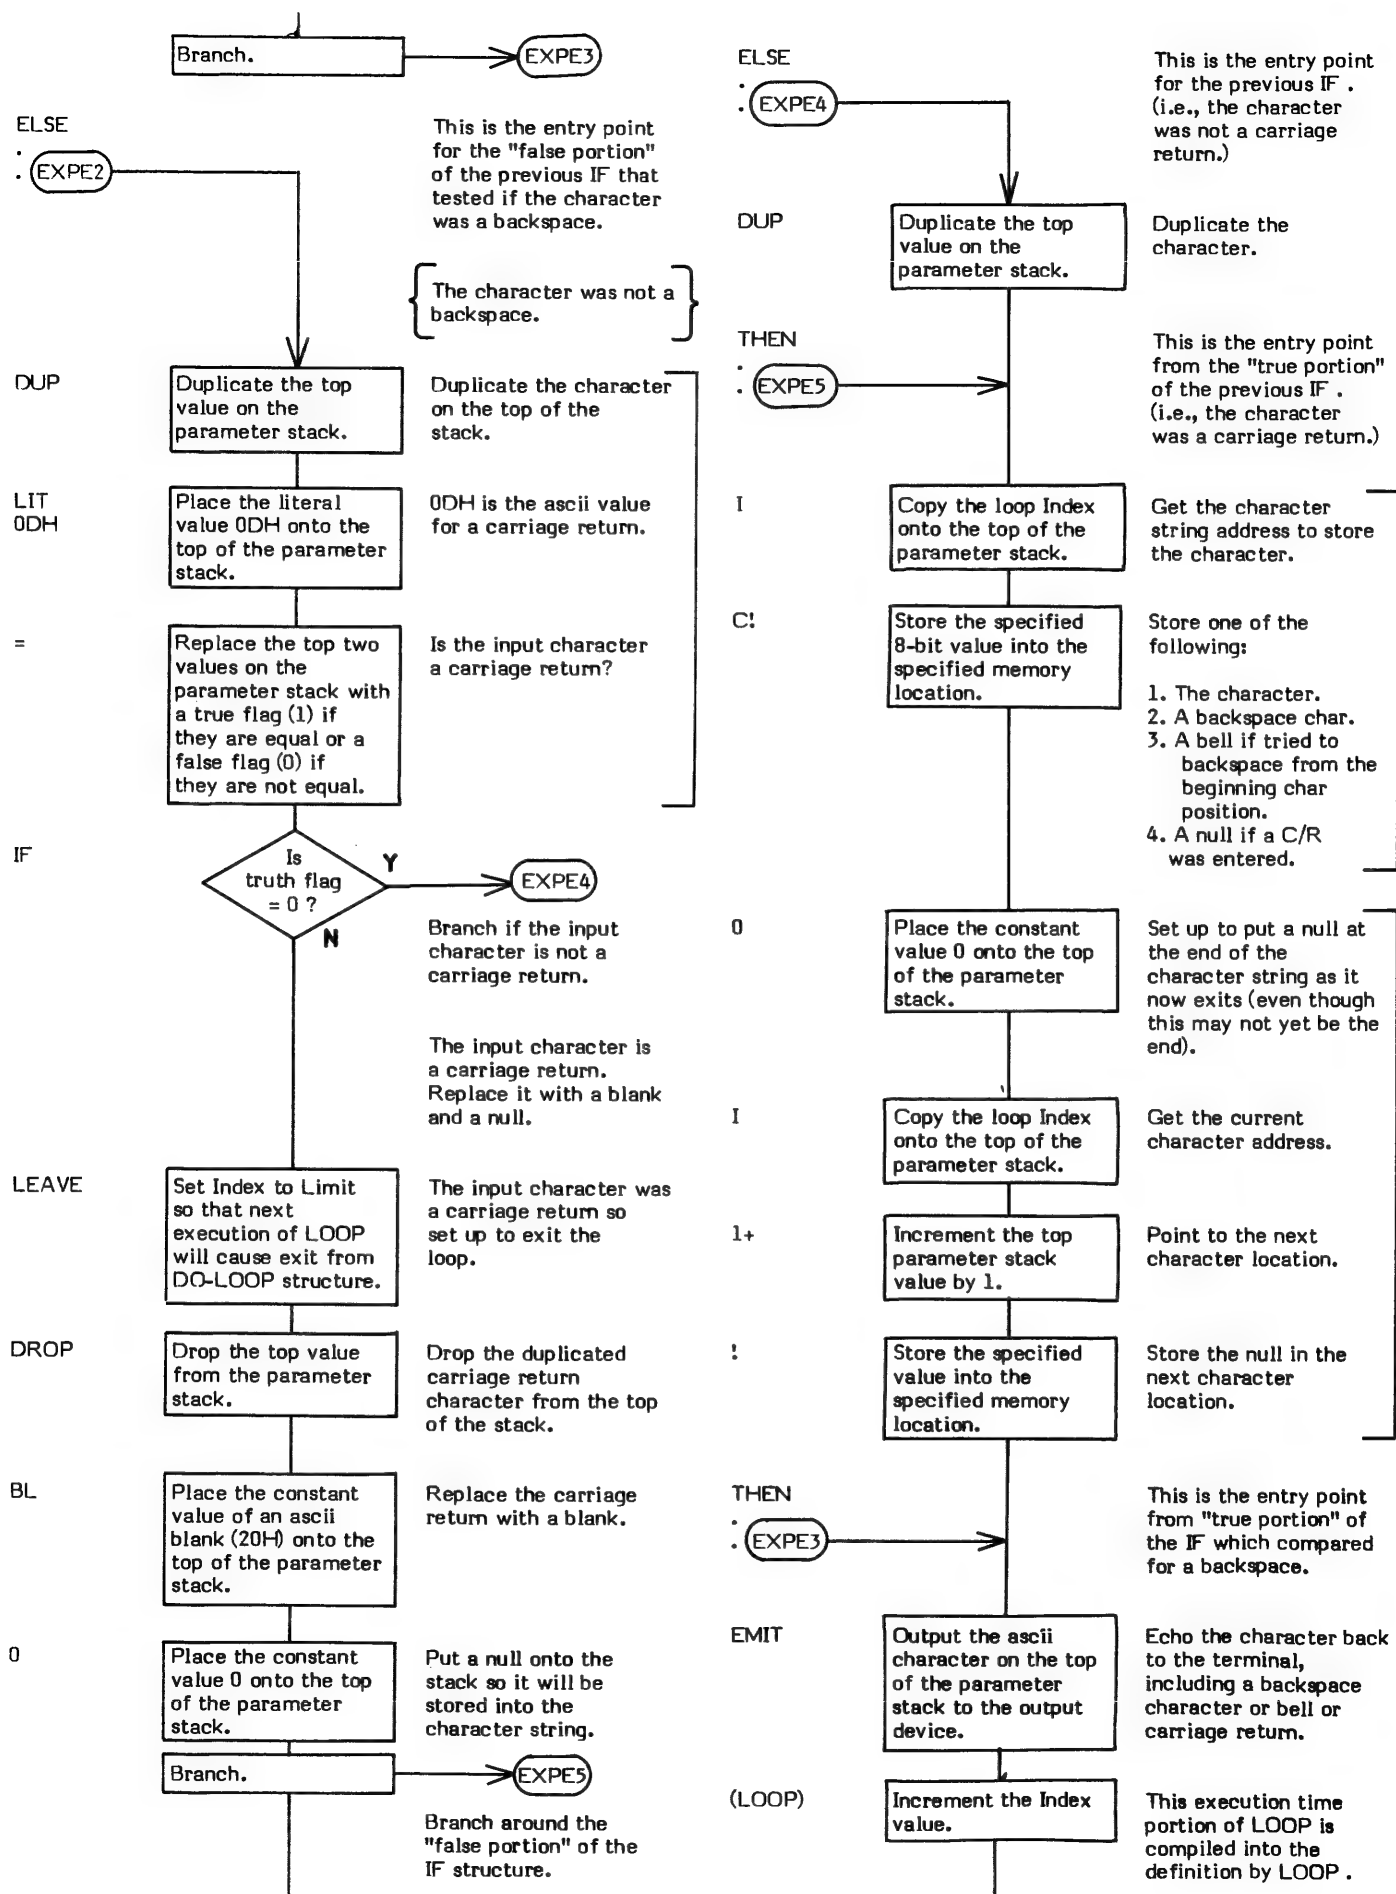 Branch.
EXPE3
ELSE
: EXPE2
This is the entry point
for the "false portion"
of the previous IF that
tested if the character
was a backspace.
The character was not a
backspace.
DUP
Duplicate the top
value on the
parameter stack.
Duplicate the character
on the top of the
stack.
LIT
0DH
Place the literal
value 0DH onto the
top of the parameter
stack.
0DH is the ascii value
for a carriage return.
=
Replace the top two
values on the
parameter stack with
a true flag (1) if
they are equal or a
false flag (0) if
they are not equal.
Is the input character
a carriage return?
IF
Is
truth flag
= 0 ?
Y
N
EXPE4
Branch if the input
character is not a
carriage return.
The input character is
a carriage return.
Replace it with a blank
and a null.
LEAVE
Set Index to Limit
so that next
execution of LOOP
will cause exit from
DO-LOOP structure.
The input character was
a carriage return so
set up to exit the
loop.
DROP
Drop the top value
from the parameter
stack.
Drop the duplicated
carriage return
character from the top
of the stack.
BL
Place the constant
value of an ascii
blank (20H) onto the
top of the parameter
stack.
Replace the carriage
return with a blank.
0
Place the constant
value 0 onto the top
of the parameter
stack.
Put a null onto the
stack so it will be
stored into the
character string.
Branch.
EXPE5
Branch around the
"false portion" of the
IF structure.
ELSE
: EXPE4
This is the entry point
for the previous IF .
(i.e., the character
was not a carriage
return.)
DUP
Duplicate the top
value on the
parameter stack.
Duplicate the
character.
THEN
: EXPE5
This is the entry point
from the "true portion"
of the previous IF .
(i.e., the character
was a carriage return.)
I
Copy the loop Index
onto the top of the
parameter stack.
Get the character
string address to store
the character.
C!
Store the specified
8-bit value into the
specified memory
location.
Store one of the
following:
1. The character.
2. A backspace char.
3. A bell if tried to
backspace from the
beginning char
position.
4. A null if a C/R
was entered.
0
Place the constant
value 0 onto the top
of the parameter
stack.
Set up to put a null at
the end of the
character string as it
now exits (even though
this may not yet be the
end).
I
Copy the loop Index
onto the top of the
parameter stack.
Get the current
character address.
1+
Increment the top
parameter stack
value by 1.
Point to the next
character location.
!
Store the specified
value into the
specified memory
location.
Store the null in the
next character
location.
THEN
: EXPE3
This is the entry point
from "true portion" of
the IF which compared
for a backspace.
EMIT
Output the ascii
character on the top
of the parameter
stack to the output
device.
Echo the character back
to the terminal,
including a backspace
character or bell or
carriage return.
(LOOP)
Increment the Index
value.
This execution time
portion of LOOP is
compiled into the
definition by LOOP .